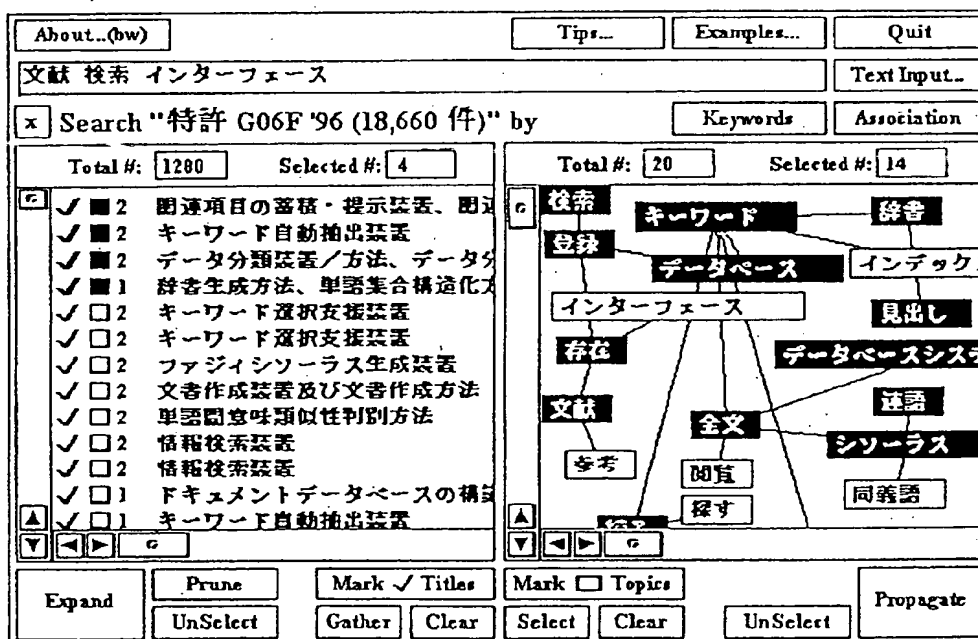 About...(bw) Tips... Examples... Quit
文献 検索 インターフェース Text Input...
x Search "特許 G06F '96 (18,660 件)" by Keywords Association
Total #: 1280 Selected #: 4 Total #: 20 Selected #: 14
2 関連項目の蓄積・提示装置、関連
2 キーワード自動抽出装置
2 データ分類装置/方法、データ分
1 辞書生成方法、単語集合構造化方
2 キーワード選択支援装置
2 キーワード選択支援装置
2 ファジィシソーラス生成装置
2 文書作成装置及び文書作成方法
2 単語間意味類似性判別方法
2 情報検索装置
2 情報検索装置
1 ドキュメントデータベースの構築
1 キーワード自動抽出装置
検索 キーワード 辞書
登録 データベース インデック
インターフェース 見出し
存在 データベースシステ
文献 全文 連語
シソーラス
参考 閲覧 同義語
探す
Expand Prune Mark ✓ Titles Mark □ Topics Propagate
UnSelect Gather Clear Select Clear UnSelect